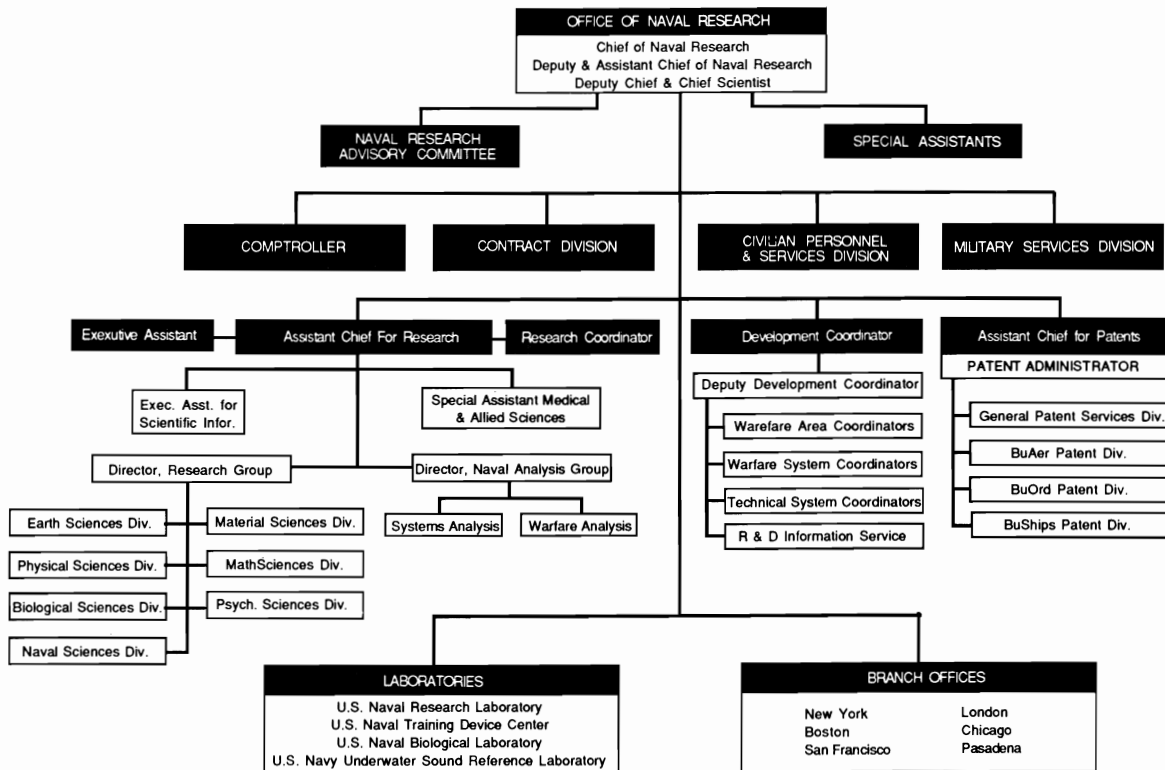 OFFICE OF NAVAL RESEARCH
Chief of Naval Research
Deputy & Assistant Chief of Naval Research
Deputy Chief & Chief Scientist
NAVAL RESEARCH
ADVISORY COMMITTEE
SPECIAL ASSISTANTS
COMPTROLLER
CONTRACT DIVISION
CIVILIAN PERSONNEL
& SERVICES DIVISION
MILITARY SERVICES DIVISION
Exexutive Assistant
Assistant Chief For Research
Research Coordinator
Development Coordinator
Assistant Chief for Patents
PATENT ADMINISTRATOR
Exec. Asst. for
Scientific Infor.
Special Assistant Medical
& Allied Sciences
Deputy Development Coordinator
Warefare Area Coordinators
Warfare System Coordinators
Technical System Coordinators
R & D Information Service
General Patent Services Div.
BuAer Patent Div.
BuOrd Patent Div.
BuShips Patent Div.
Director, Research Group
Director, Naval Analysis Group
Systems Analysis
Warfare Analysis
Earth Sciences Div.
Material Sciences Div.
Physical Sciences Div.
MathSciences Div.
Biological Sciences Div.
Psych. Sciences Div.
Naval Sciences Div.
LABORATORIES
U.S. Naval Research Laboratory
U.S. Naval Training Device Center
U.S. Naval Biological Laboratory
U.S. Navy Underwater Sound Reference Laboratory
BRANCH OFFICES
New York
Boston
San Francisco
London
Chicago
Pasadena